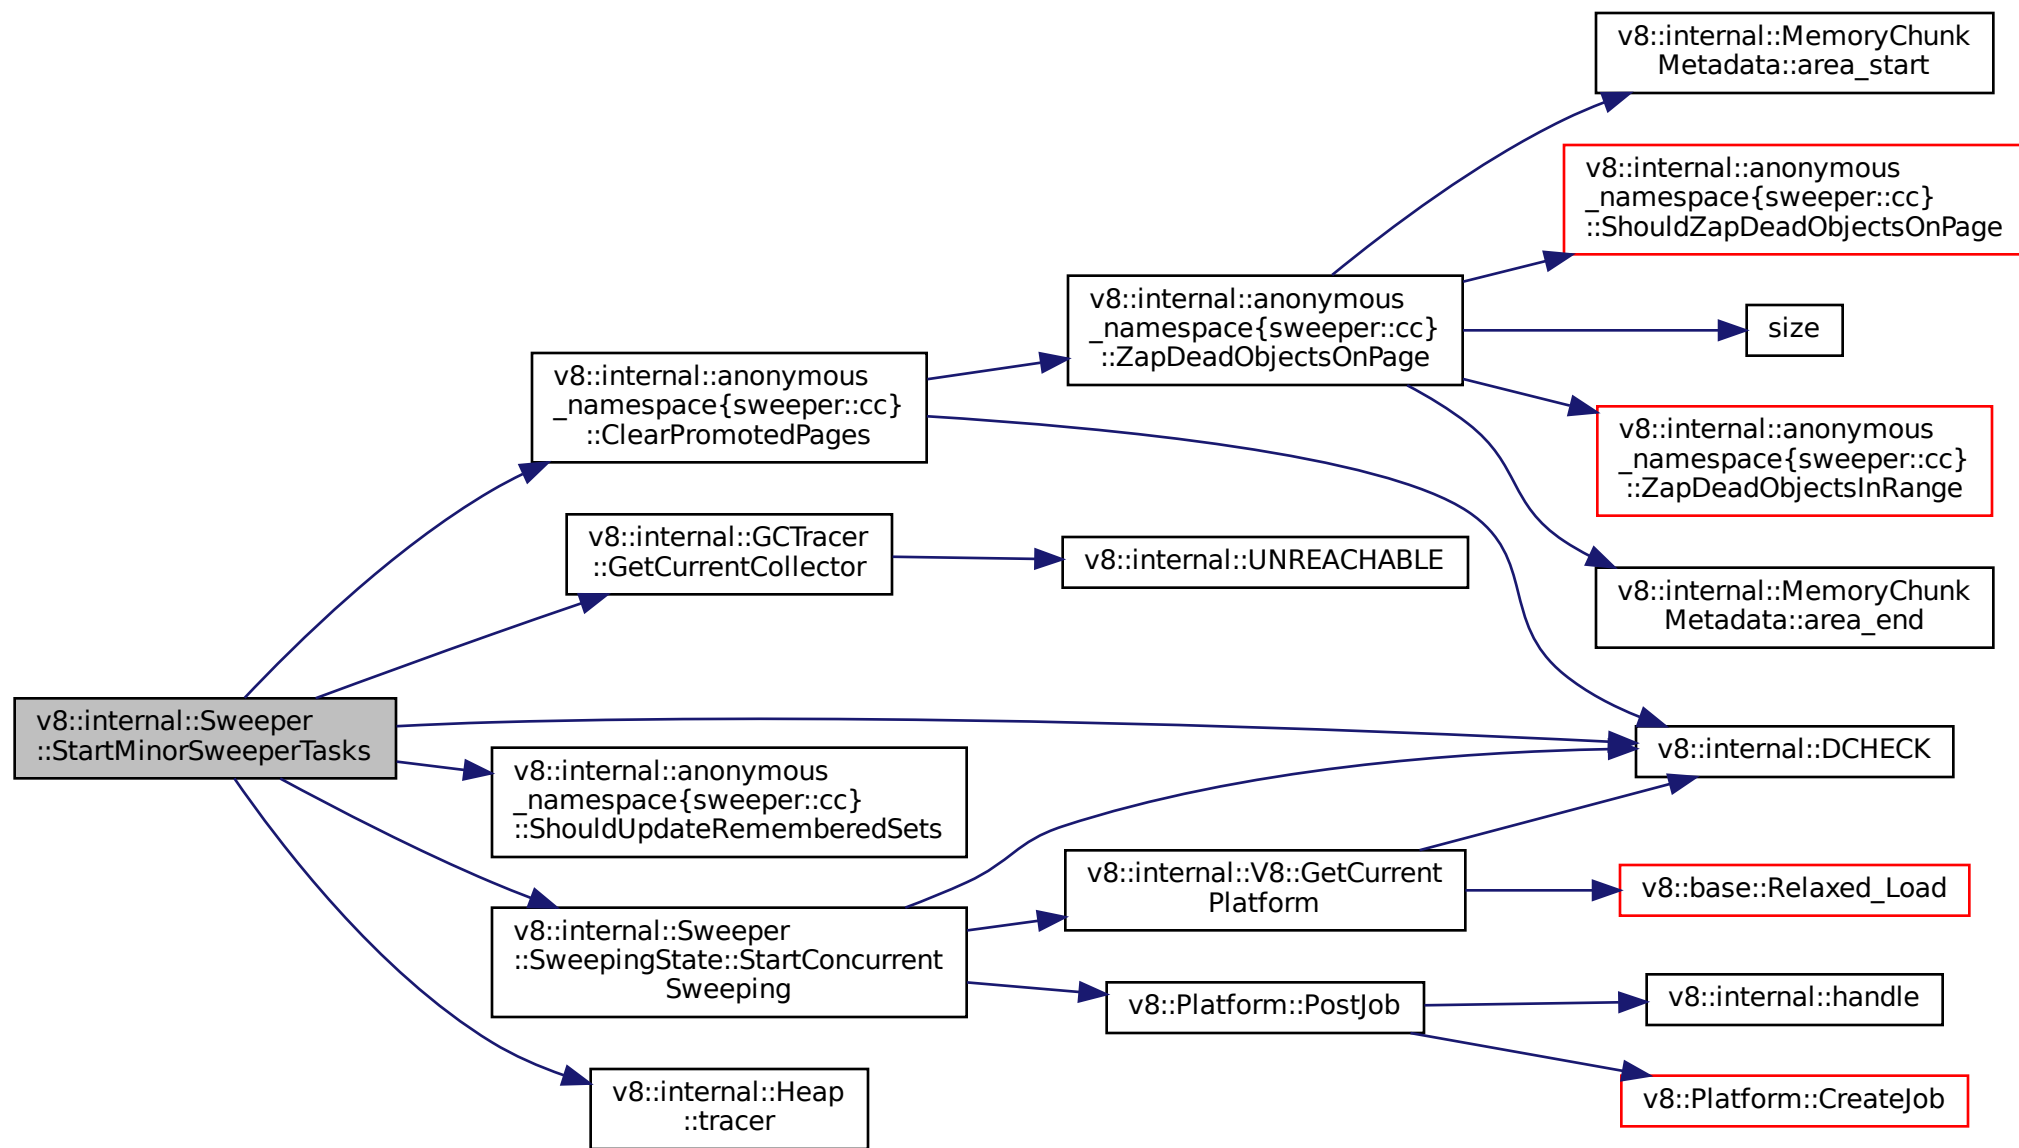 v8::internal::MemoryChunk
Metadata::area_start
v8::internal::anonymous
_namespace{sweeper::cc}
::ShouldZapDeadObjectsOnPage
v8::internal::anonymous
_namespace{sweeper::cc}
::ZapDeadObjectsOnPage
size
v8::internal::anonymous
_namespace{sweeper::cc}
::ClearPromotedPages
v8::internal::anonymous
_namespace{sweeper::cc}
::ZapDeadObjectsInRange
v8::internal::GCTracer
::GetCurrentCollector
v8::internal::UNREACHABLE
v8::internal::MemoryChunk
Metadata::area_end
v8::internal::Sweeper
::StartMinorSweeperTasks
v8::internal::DCHECK
v8::internal::anonymous
_namespace{sweeper::cc}
::ShouldUpdateRememberedSets
v8::internal::V8::GetCurrent
Platform
v8::base::Relaxed_Load
v8::internal::Sweeper
::SweepingState::StartConcurrent
Sweeping
v8::Platform::PostJob
v8::internal::handle
v8::internal::Heap
::tracer
v8::Platform::CreateJob